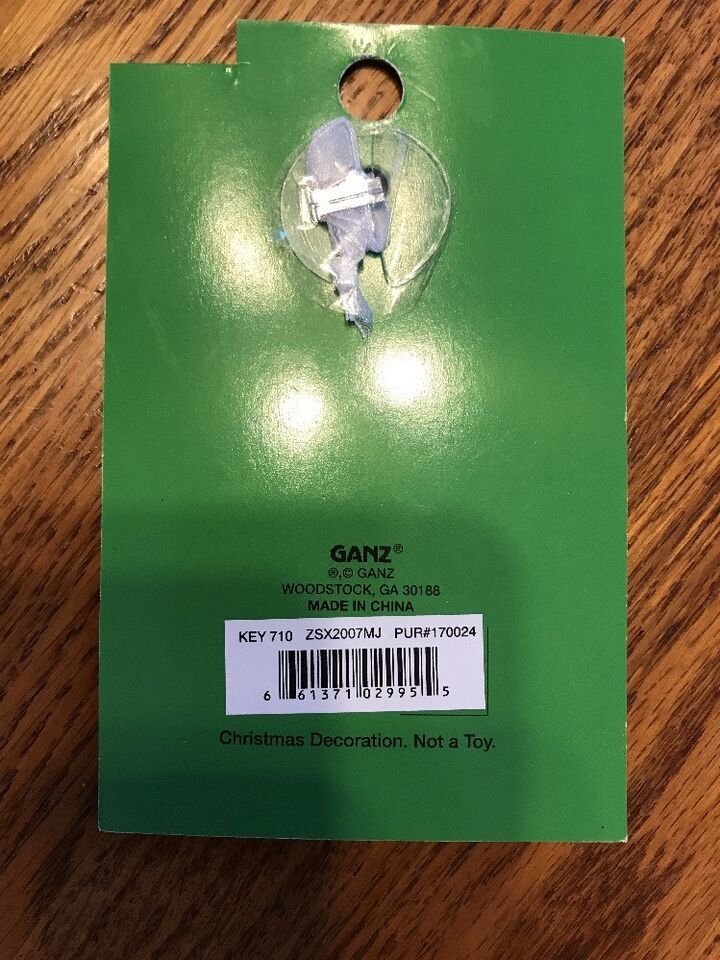 GANZ®
®,© GANZ
WOODSTOCK, GA 30188
MADE IN CHINA
KEY 710 ZSX2007MJ PUR#170024
6 61371 02995 5
Christmas Decoration. Not a Toy.